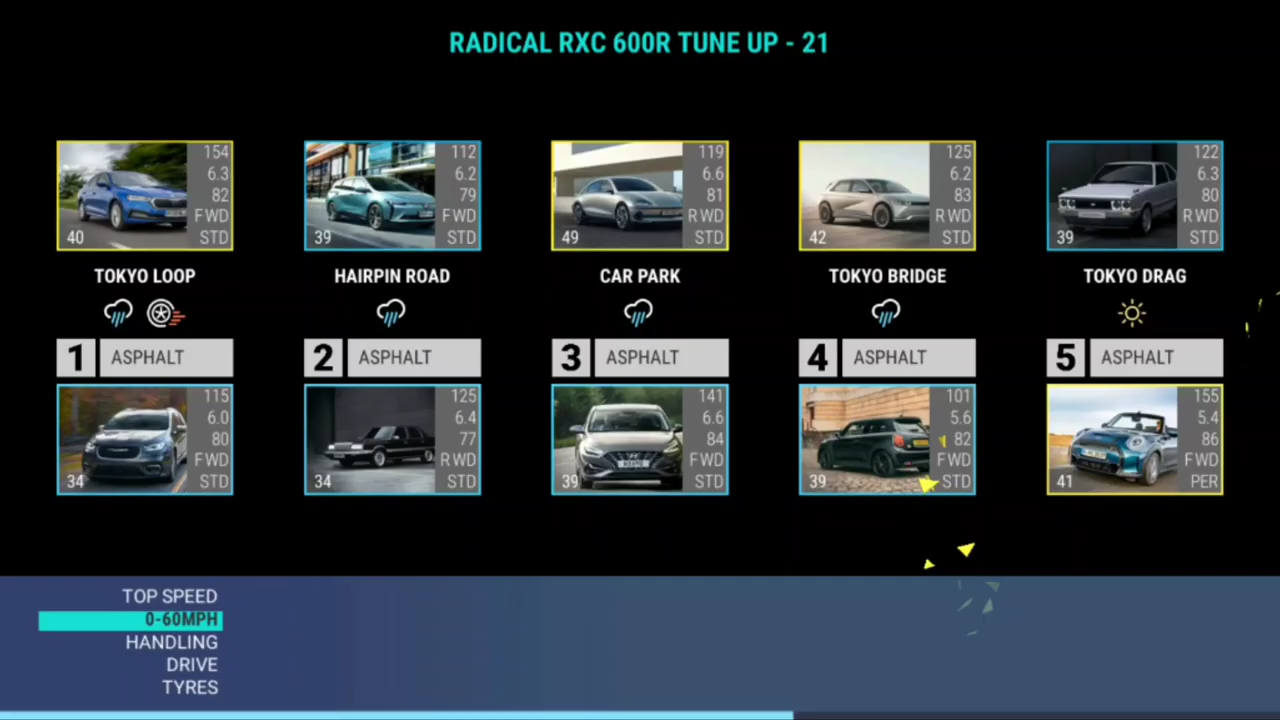 RADICAL RXC 600R TUNE UP - 21
154
6.3
82
FWD
40 STD
112
6.2
79
FWD
39 STD
119
6.6
81
RWD
49 STD
125
6.2
83
RWD
42 STD
122
6.3
80
RWD
39 STD
TOKYO LOOP
HAIRPIN ROAD
CAR PARK
TOKYO BRIDGE
TOKYO DRAG
1 ASPHALT
2 ASPHALT
3 ASPHALT
4 ASPHALT
5 ASPHALT
115
6.0
80
FWD
34 STD
125
6.4
77
RWD
34 STD
141
6.6
84
FWD
39 STD
101
5.6
82
FWD
39 STD
155
5.4
86
FWD
41 PER
TOP SPEED
0-60MPH
HANDLING
DRIVE
TYRES